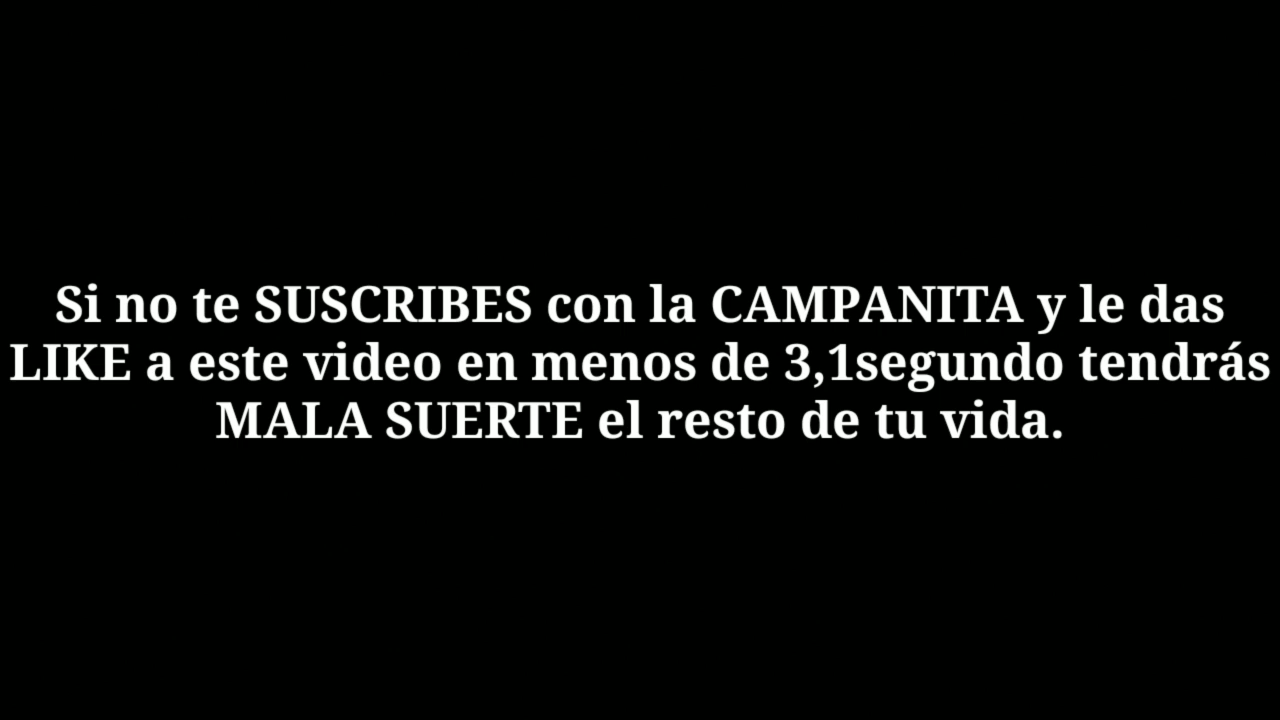 Si no te SUSCRIBES con la CAMPANITA y le das
LIKE a este video en menos de 3,1segundo tendrás
MALA SUERTE el resto de tu vida.